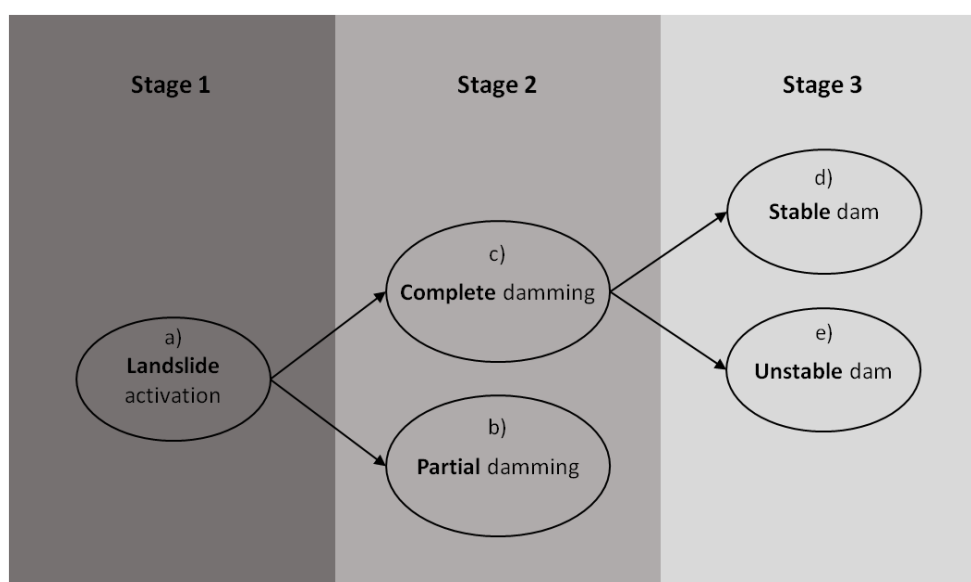 Stage 1
Stage 2
Stage 3
a)
Landslide
activation
c)
Complete damming
b)
Partial damming
d)
Stable dam
e)
Unstable dam